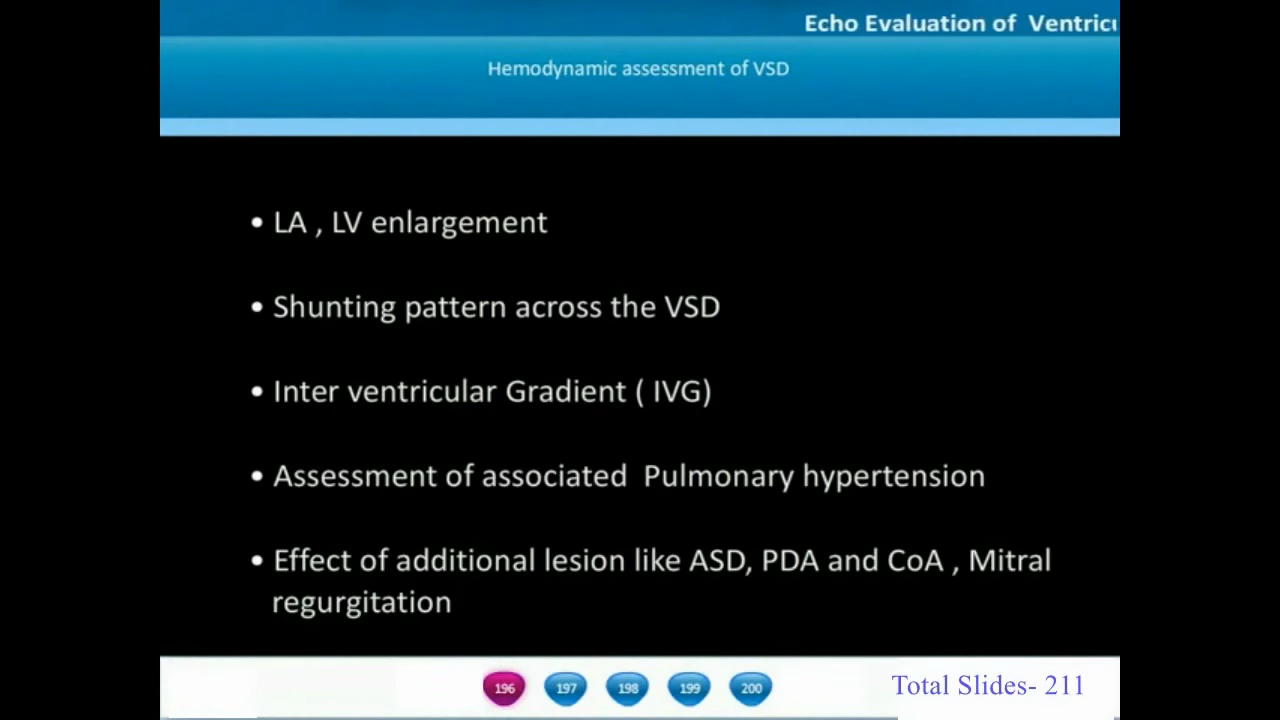 Echo Evaluation of
Hemodynamic assessment of VSD
• LA , LV enlargement
• Shunting pattern across the VSD
• Inter ventricular Gradient ( IVG)
• Assessment of associated Pulmonary hypertension
• Effect of additional lesion like ASD, PDA and CoA , Mitral
regurgitation
196 197 198 199 200
Total Slides- 211